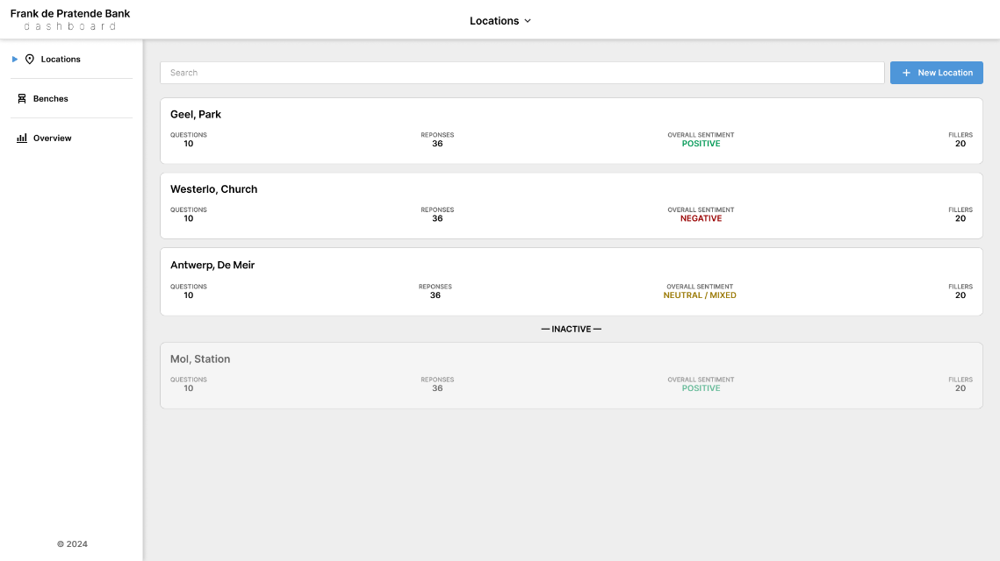 Frank de Pratende Bank
dashboard
Locations
Locations
Benches
Overview
© 2024
Search
New Location
Geel, Park
QUESTIONS REPONSES OVERALL SENTIMENT FILLERS
10 36 POSITIVE 20
Westerlo, Church
QUESTIONS REPONSES OVERALL SENTIMENT FILLERS
10 36 NEGATIVE 20
Antwerp, De Meir
QUESTIONS REPONSES OVERALL SENTIMENT FILLERS
10 36 NEUTRAL / MIXED 20
— INACTIVE —
Mol, Station
QUESTIONS REPONSES OVERALL SENTIMENT FILLERS
10 36 POSITIVE 20